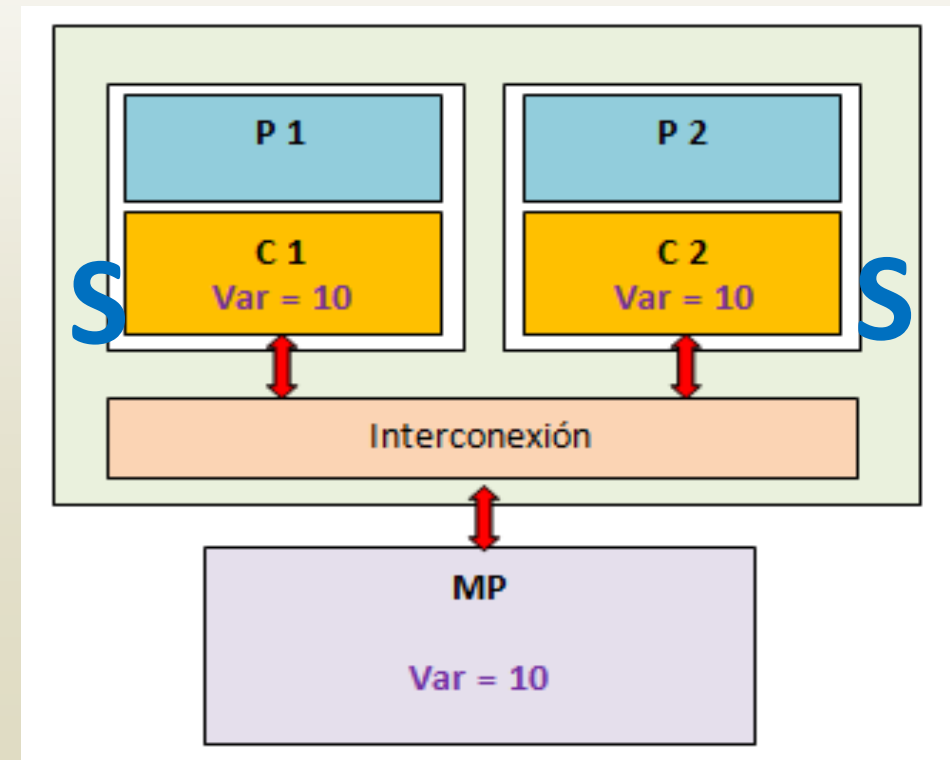 P 1
P 2
C 1
Var = 10
C 2
Var = 10
S
S
Interconexión
MP
Var = 10